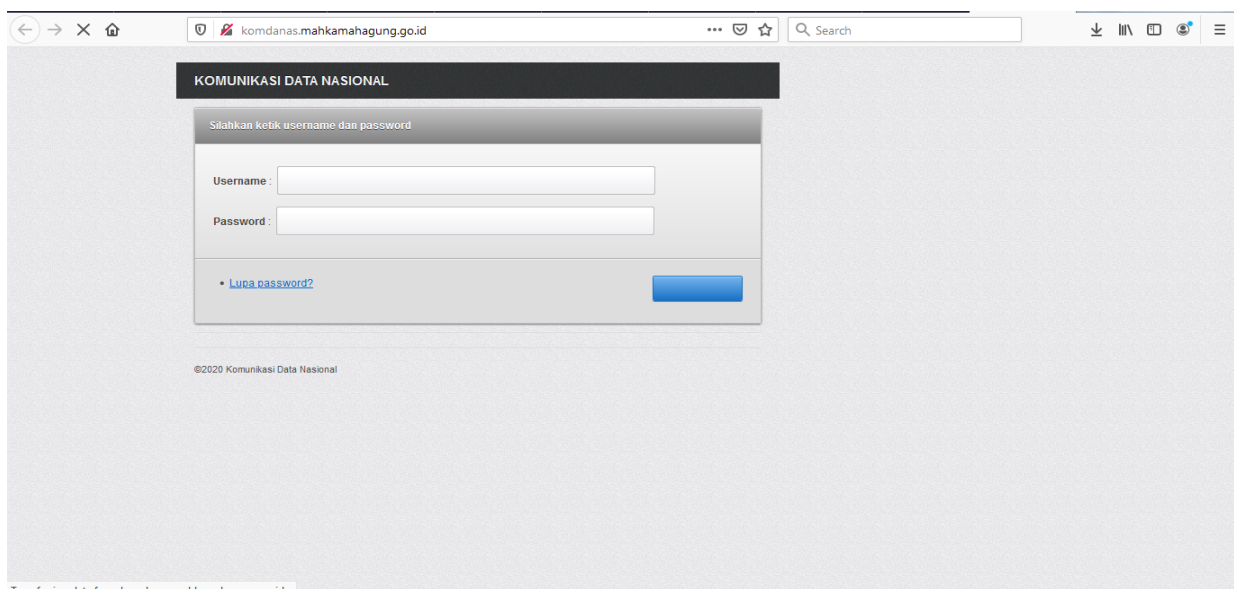 komdanas.mahkamahagung.go.id
Search
KOMUNIKASI DATA NASIONAL
Silahkan ketik username dan password
Username :
Password :
• Lupa password?
©2020 Komunikasi Data Nasional